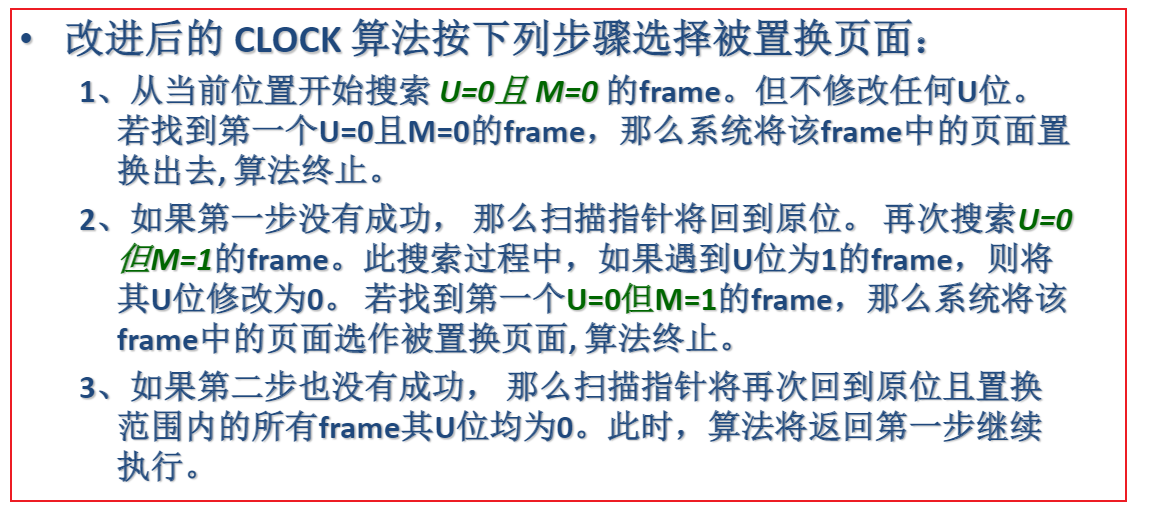 • 改进后的 CLOCK 算法按下列步骤选择被置换页面：
1、从当前位置开始搜索 U=0且 M=0 的frame。但不修改任何U位。
若找到第一个U=0且M=0的frame，那么系统将该frame中的页面置
换出去, 算法终止。
2、如果第一步没有成功， 那么扫描指针将回到原位。 再次搜索U=0
但M=1的frame。此搜索过程中，如果遇到U位为1的frame，则将
其U位修改为0。 若找到第一个U=0但M=1的frame，那么系统将该
frame中的页面选作被置换页面, 算法终止。
3、如果第二步也没有成功， 那么扫描指针将再次回到原位且置换
范围内的所有frame其U位均为0。此时，算法将返回第一步继续
执行。